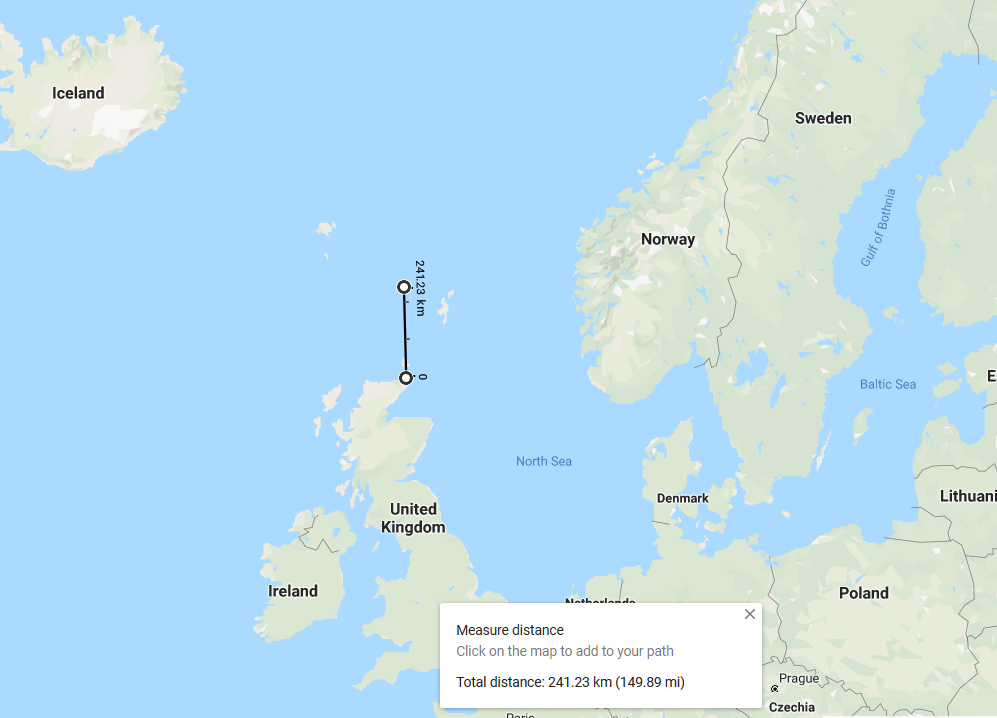 Iceland
Sweden
Gulf of Bothnia
Norway
241.23 km
0
Baltic Sea
North Sea
Denmark
Lithuani
United
Kingdom
Ireland
Poland
Netherlands
Measure distance
Click on the map to add to your path
Total distance: 241.23 km (149.89 mi)
Prague
Czechia
Paris
E